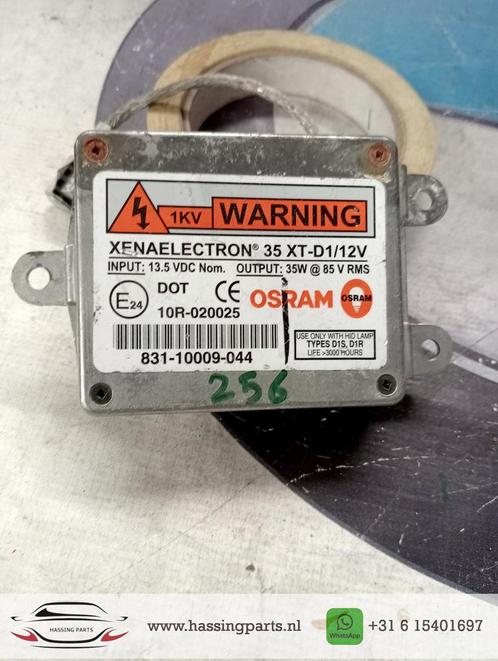 1KV WARNING
XENAELECTRON® 35 XT-D1/12V
INPUT: 13.5 VDC Nom. OUTPUT: 35W @ 85 V RMS
E24 DOT CE OSRAM OSRAM
10R-020025
831-10009-044
USE ONLY WITH HID LAMP
TYPES D1S, D1R
LIFE >3000 HOURS
256
HASSING PARTS
www.hassingparts.nl
WhatsApp
+31 6 15401697